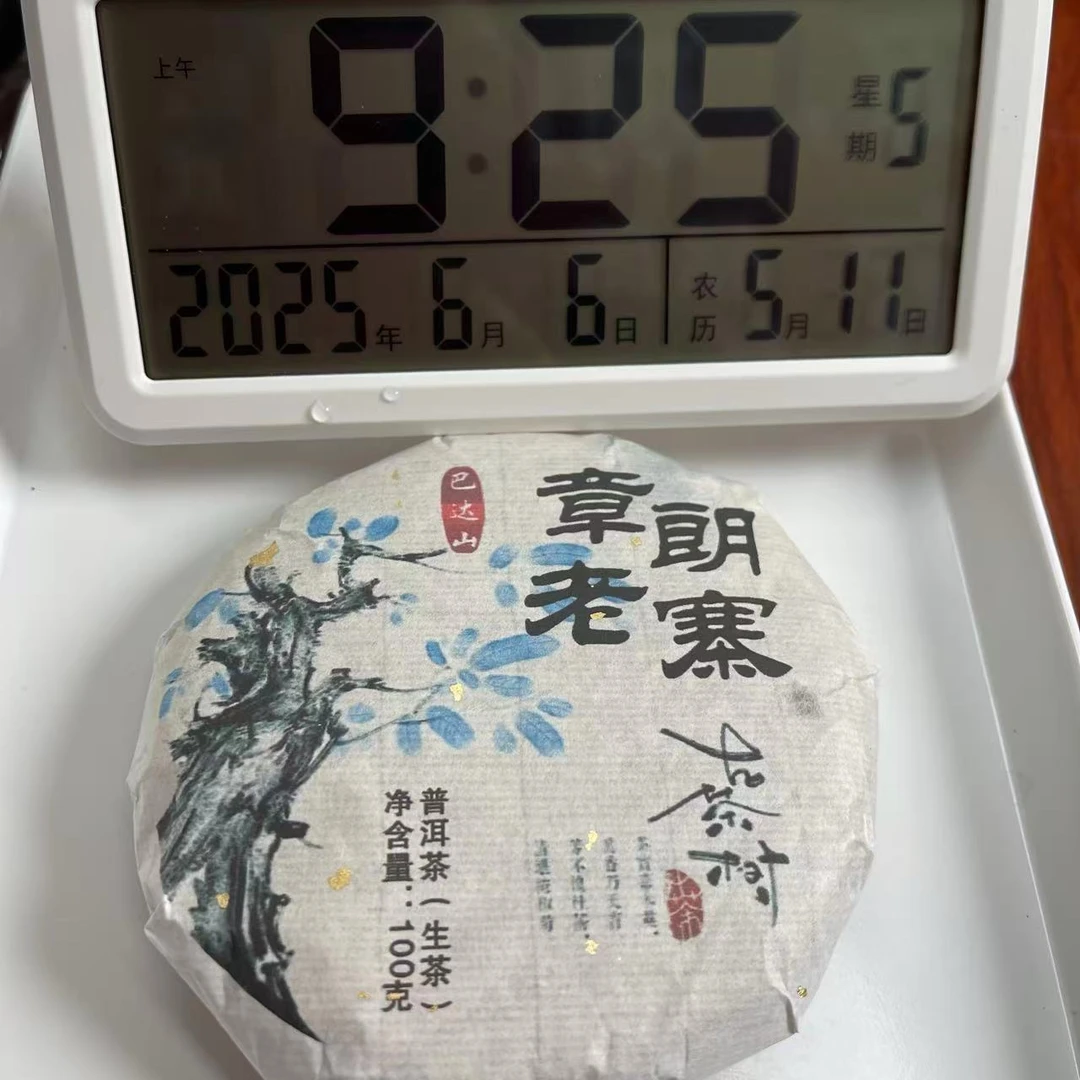 上午
9:25
星期5
2025年6月6日
农历5月11日
巴达山
章朗
老寨
古茶树
普洱茶（生茶）
净含量：100克